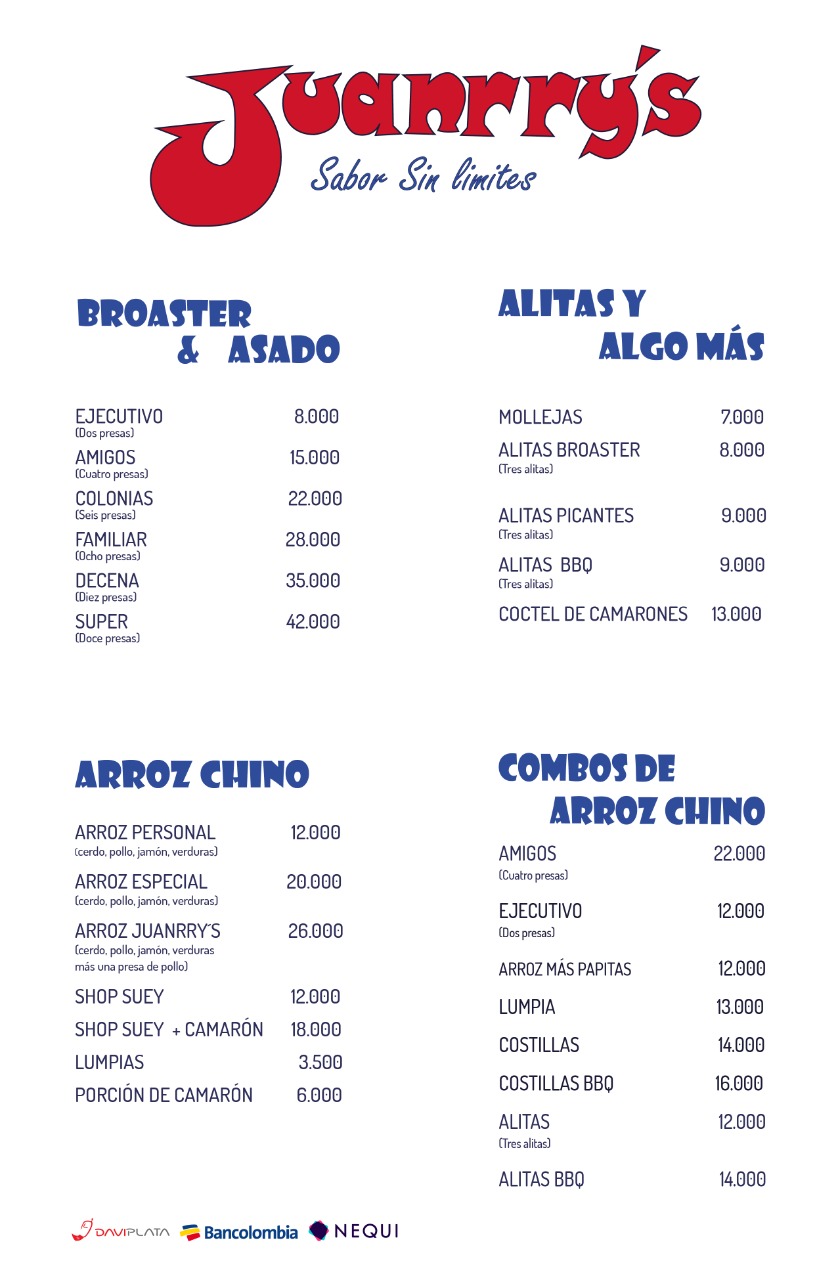 Juanrry's
Sabor Sin limites
BROASTER
& ASADO
EJECUTIVO 8.000
(Dos presas)
AMIGOS 15.000
(Cuatro presas)
COLONIAS 22.000
(Seis presas)
FAMILIAR 28.000
(Ocho presas)
DECENA 35.000
(Diez presas)
SUPER 42.000
(Doce presas)
ALITAS Y
ALGO MÁS
MOLLEJAS 7.000
ALITAS BROASTER 8.000
(Tres alitas)
ALITAS PICANTES 9.000
(Tres alitas)
ALITAS BBQ 9.000
(Tres alitas)
COCTEL DE CAMARONES 13.000
ARROZ CHINO
ARROZ PERSONAL 12.000
(cerdo, pollo, jamón, verduras)
ARROZ ESPECIAL 20.000
(cerdo, pollo, jamón, verduras)
ARROZ JUANRRY´S 26.000
(cerdo, pollo, jamón, verduras
más una presa de pollo)
SHOP SUEY 12.000
SHOP SUEY + CAMARÓN 18.000
LUMPIAS 3.500
PORCIÓN DE CAMARÓN 6.000
COMBOS DE
ARROZ CHINO
AMIGOS 22.000
(Cuatro presas)
EJECUTIVO 12.000
(Dos presas)
ARROZ MÁS PAPITAS 12.000
LUMPIA 13.000
COSTILLAS 14.000
COSTILLAS BBQ 16.000
ALITAS 12.000
(Tres alitas)
ALITAS BBQ 14.000
DAVIPLATA Bancolombia NEQUI